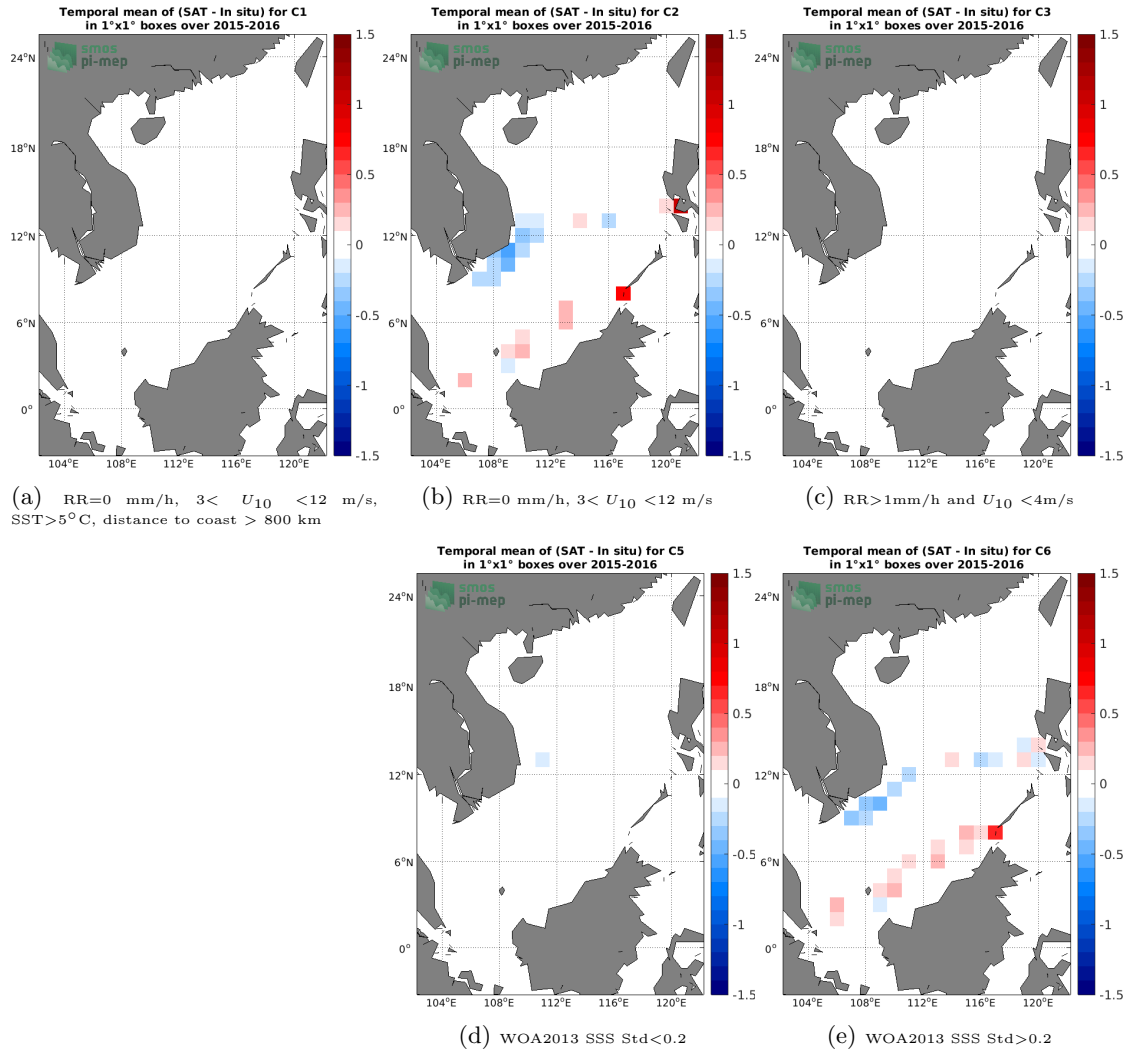 Temporal mean of (SAT - In situ) for C1
in 1°x1° boxes over 2015-2016
smos
pi-mep
24°N
18°N
12°N
6°N
0°
104°E 108°E 112°E 116°E 120°E
1.5
1
0.5
0
-0.5
-1
-1.5
(a) RR=0 mm/h, 3< U10 <12 m/s,
SST>5°C, distance to coast > 800 km
Temporal mean of (SAT - In situ) for C2
in 1°x1° boxes over 2015-2016
smos
pi-mep
24°N
18°N
12°N
6°N
0°
104°E 108°E 112°E 116°E 120°E
1.5
1
0.5
0
-0.5
-1
-1.5
(b) RR=0 mm/h, 3< U10 <12 m/s
Temporal mean of (SAT - In situ) for C3
in 1°x1° boxes over 2015-2016
smos
pi-mep
24°N
18°N
12°N
6°N
0°
104°E 108°E 112°E 116°E 120°E
1.5
1
0.5
0
-0.5
-1
-1.5
(c) RR>1mm/h and U10 <4m/s
Temporal mean of (SAT - In situ) for C5
in 1°x1° boxes over 2015-2016
smos
pi-mep
24°N
18°N
12°N
6°N
0°
104°E 108°E 112°E 116°E 120°E
1.5
1
0.5
0
-0.5
-1
-1.5
(d) WOA2013 SSS Std<0.2
Temporal mean of (SAT - In situ) for C6
in 1°x1° boxes over 2015-2016
smos
pi-mep
24°N
18°N
12°N
6°N
0°
104°E 108°E 112°E 116°E 120°E
1.5
1
0.5
0
-0.5
-1
-1.5
(e) WOA2013 SSS Std>0.2